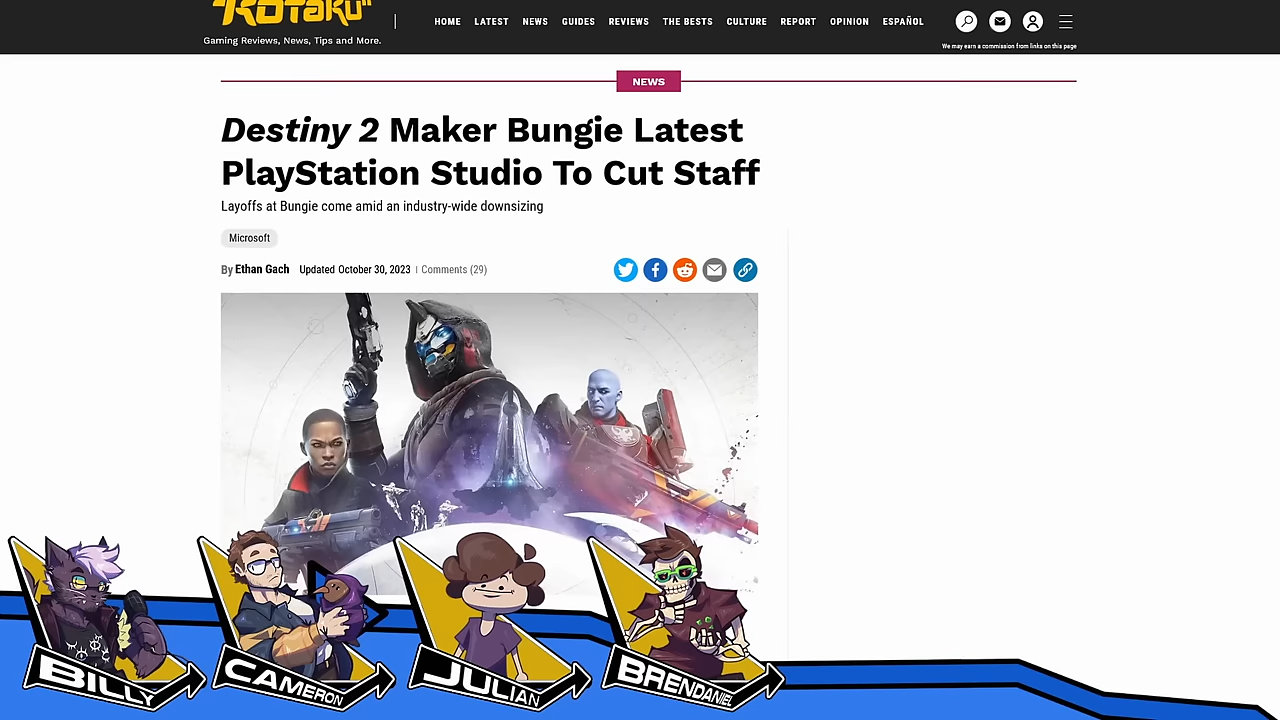 KOTAKU
Gaming Reviews, News, Tips and More.
HOME LATEST NEWS GUIDES REVIEWS THE BESTS CULTURE REPORT OPINION ESPAÑOL
We may earn a commission from links on this page
NEWS
Destiny 2 Maker Bungie Latest
PlayStation Studio To Cut Staff
Layoffs at Bungie come amid an industry-wide downsizing
Microsoft
By Ethan Gach Updated October 30, 2023 | Comments (29)
BILLY
CAMERON
JULIAN
BRENDANIEL